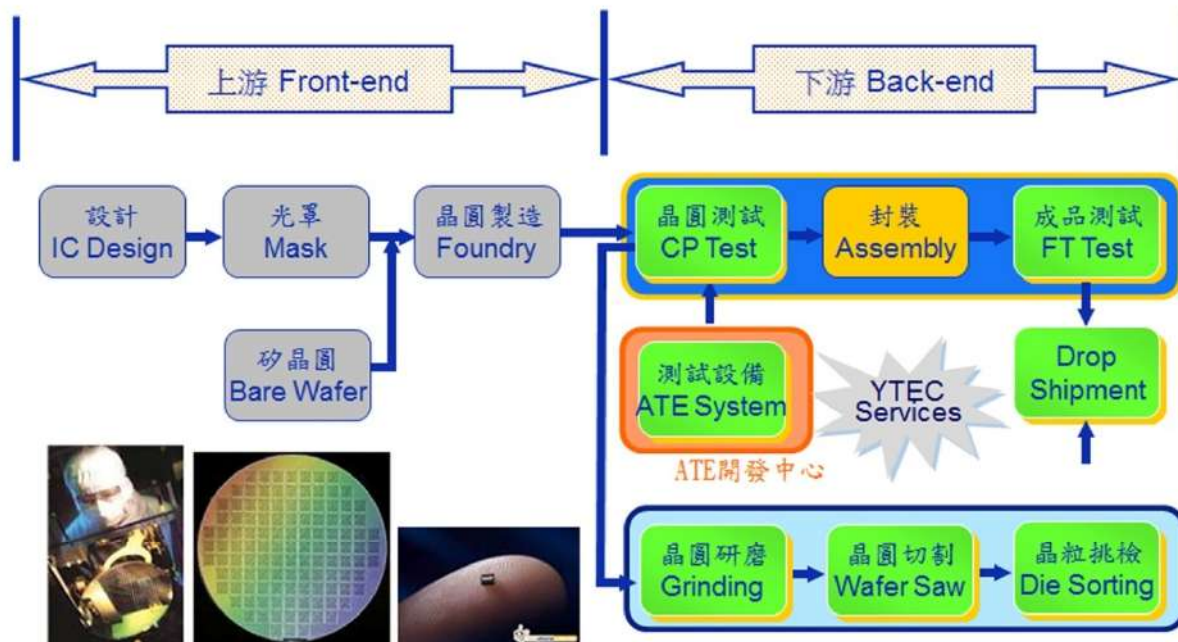 上游 Front-end
下游 Back-end
設計
IC Design
光罩
Mask
晶圓製造
Foundry
晶圓測試
CP Test
封裝
Assembly
成品測試
FT Test
矽晶圓
Bare Wafer
測試設備
ATE System
ATE開發中心
YTEC
Services
Drop
Shipment
晶圓研磨
Grinding
晶圓切割
Wafer Saw
晶粒挑檢
Die Sorting